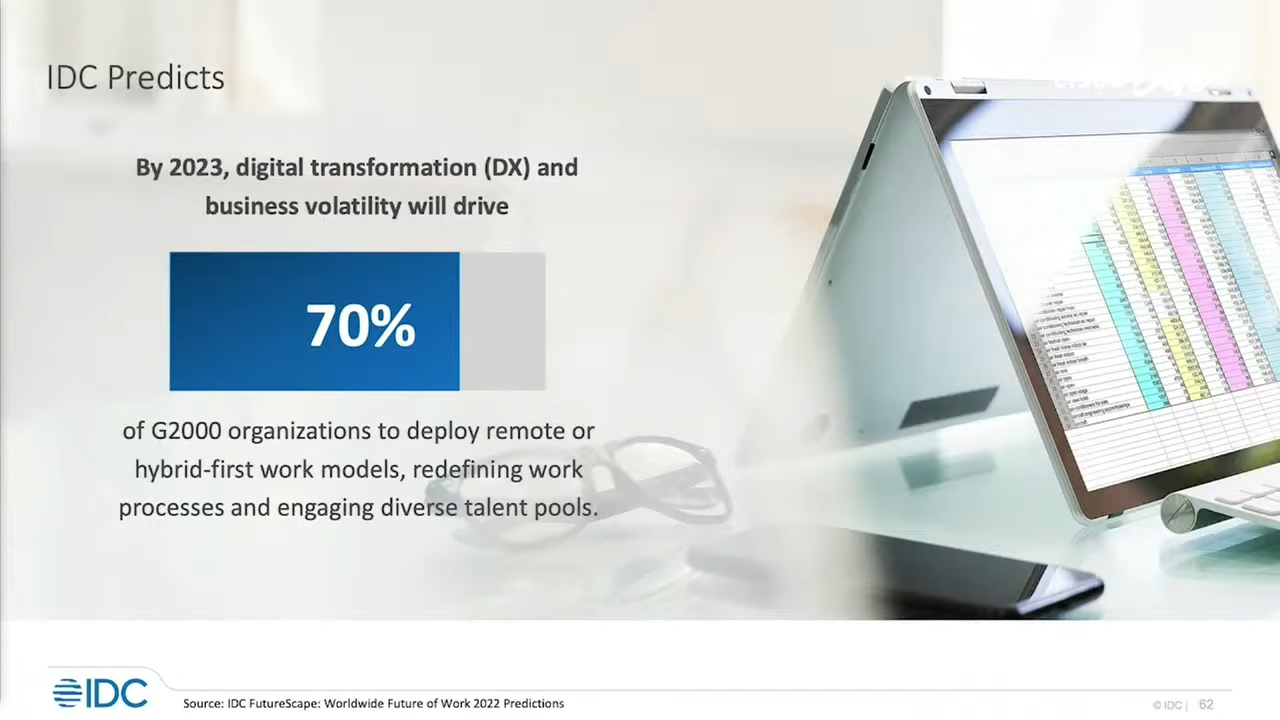 IDC Predicts
By 2023, digital transformation (DX) and
business volatility will drive
70%
of G2000 organizations to deploy remote or
hybrid-first work models, redefining work
processes and engaging diverse talent pools.
IDC
Source: IDC FutureScape: Worldwide Future of Work 2022 Predictions
© IDC | 62